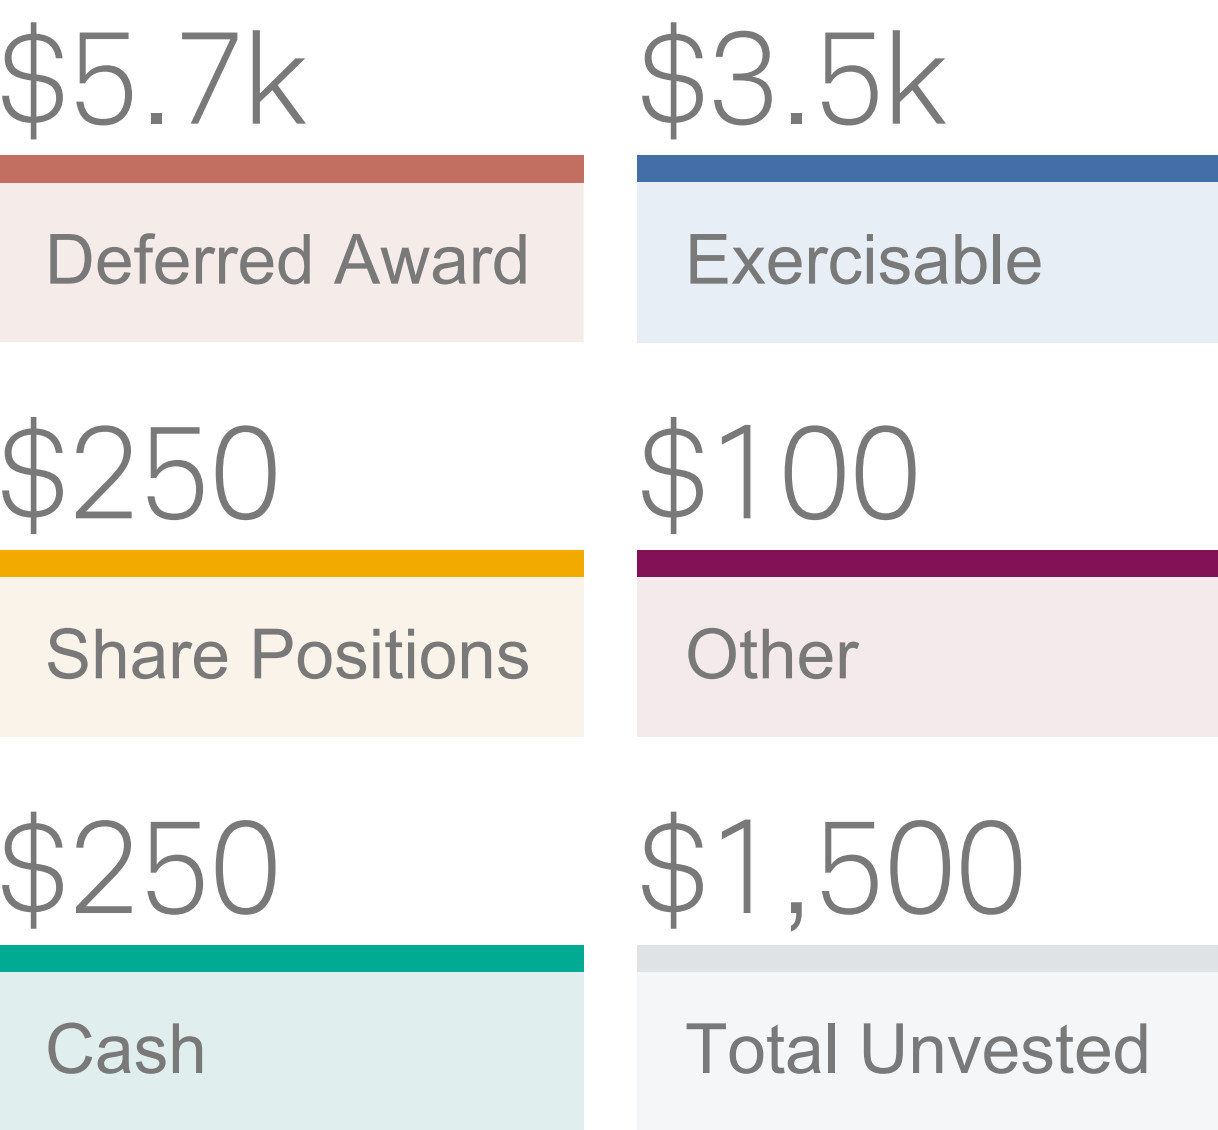 $5.7k
Deferred Award
$3.5k
Exercisable
$250
Share Positions
$100
Other
$250
Cash
$1,500
Total Unvested